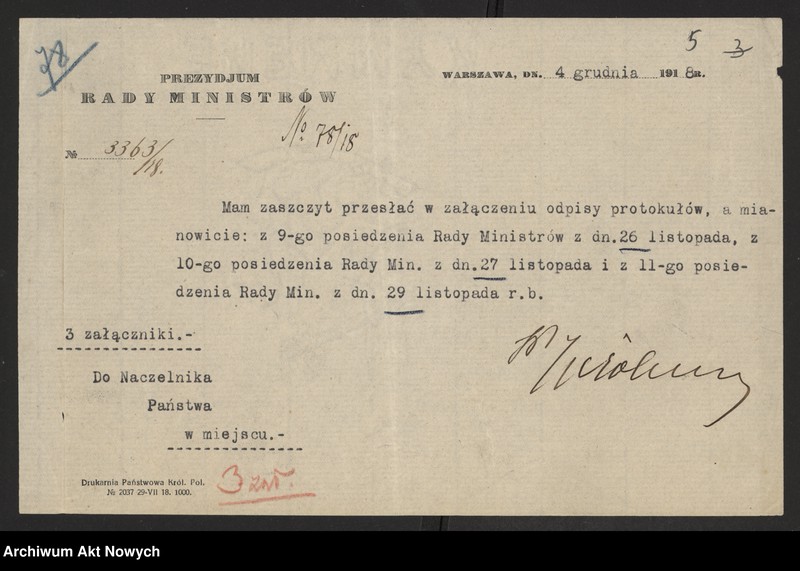 78
5 3
PREZYDJUM
RADY MINISTRÓW
WARSZAWA, DN. 4 grudnia 1918R.
№ 3363/18.
No 78/18
Mam zaszczyt przesłać w załączeniu odpisy protokułów, a mia-
nowicie: z 9-go posiedzenia Rady Ministrów z dn.26 listopada, z
10-go posiedzenia Rady Min. z dn.27 listopada i z 11-go posie-
dzenia Rady Min. z dn. 29 listopada r.b.
3 załączniki.-
Do Naczelnika
Państwa
w miejscu.-
Drukarnia Państwowa Król. Pol.
№ 2037 29-VII 18. 1000.
3 zał.
Archiwum Akt Nowych